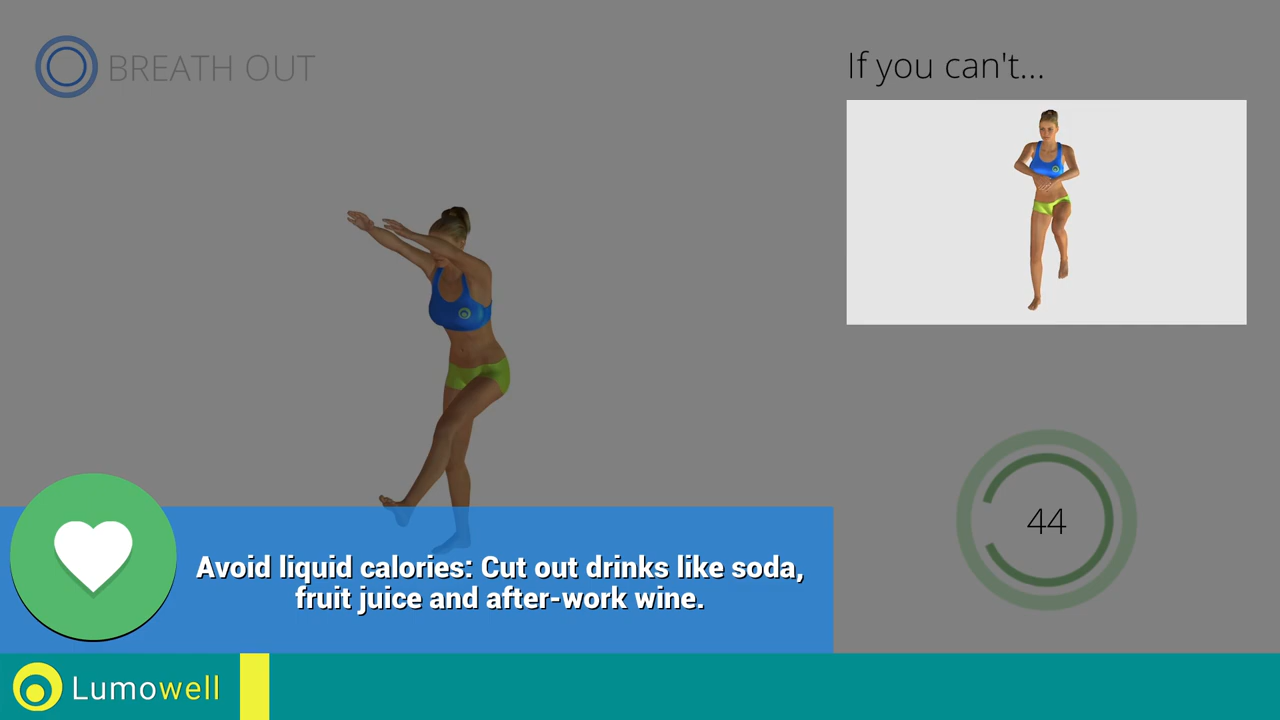 BREATH OUT
If you can't...
44
Avoid liquid calories: Cut out drinks like soda,
fruit juice and after-work wine.
Lumowell